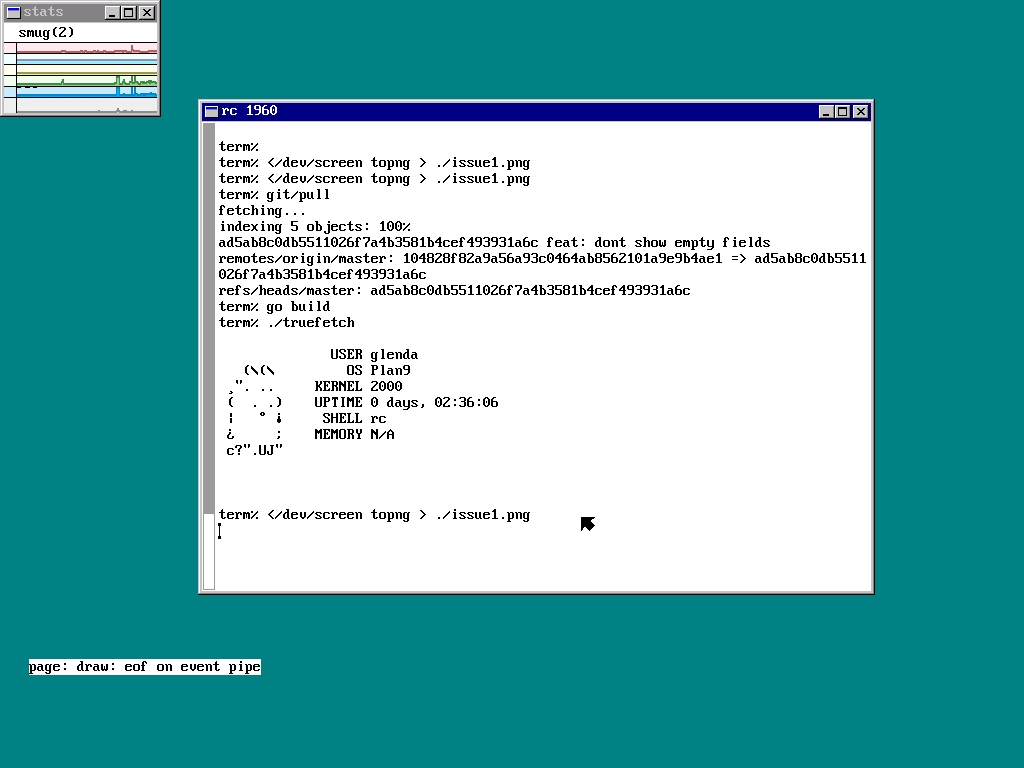 stats
smug(2)
rc 1960
term%
term% </dev/screen topng > ./issue1.png
term% </dev/screen topng > ./issue1.png
term% git/pull
fetching...
indexing 5 objects: 100%
ad5ab8c0db5511026f7a4b3581b4cef493931a6c feat: dont show empty fields
remotes/origin/master: 104828f82a9a56a93c0464ab8562101a9e9b4ae1 => ad5ab8c0db5511
026f7a4b3581b4cef493931a6c
refs/heads/master: ad5ab8c0db5511026f7a4b3581b4cef493931a6c
term% go build
term% ./truefetch
USER glenda
(\(\ OS Plan9
¸". .. KERNEL 2000
( . .) UPTIME 0 days, 02:36:06
¦ ° ¡ SHELL rc
¿ ; MEMORY N/A
c?".UJ"
term% </dev/screen topng > ./issue1.png
page: draw: eof on event pipe